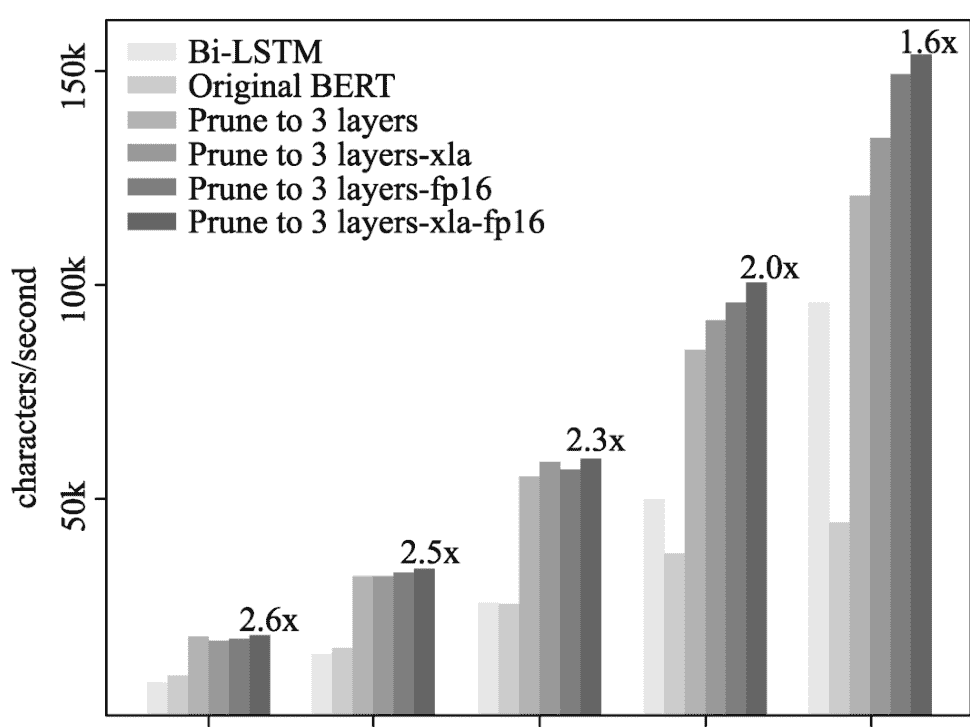 Bi-LSTM
Original BERT
Prune to 3 layers
Prune to 3 layers-xla
Prune to 3 layers-fp16
Prune to 3 layers-xla-fp16
characters/second
150k
100k
50k
2.6x
2.5x
2.3x
2.0x
1.6x